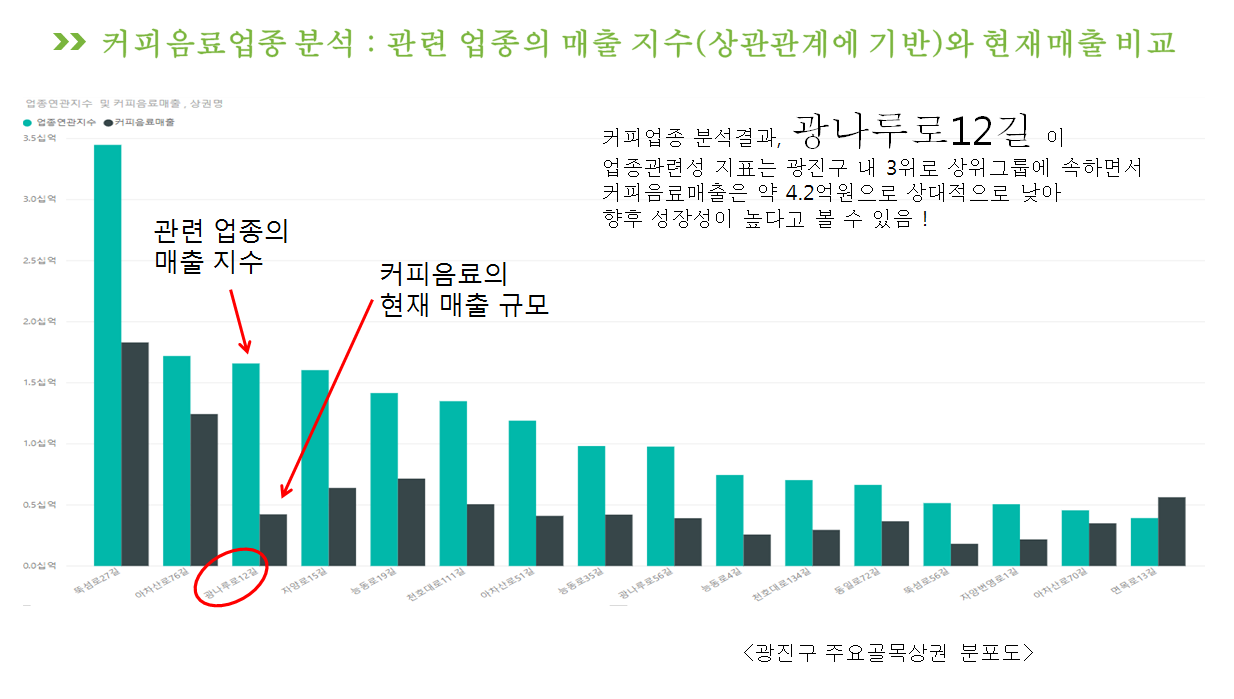 커피음료업종 분석 : 관련 업종의 매출 지수(상관관계에 기반)와 현재매출 비교
업종연관지수 및 커피음료매출, 상권명
업종연관지수 커피음료매출
커피업종 분석결과, 광나루로12길 이
업종관련성 지표는 광진구 내 3위로 상위그룹에 속하면서
커피음료매출은 약 4.2억원으로 상대적으로 낮아
향후 성장성이 높다고 볼 수 있음 !
관련 업종의
매출 지수
커피음료의
현재 매출 규모
3.5십억
3.0십억
2.5십억
2.0십억
1.5십억
1.0십억
0.5십억
0.0십억
뚝섬로27길
아차산로76길
광나루로12길
자양로15길
능동로19길
천호대로111길
아차산로51길
능동로35길
광나루로56길
능동로4길
천호대로134길
동일로72길
뚝섬로56길
자양번영로1길
아차산로70길
면목로13길
<광진구 주요골목상권 분포도>